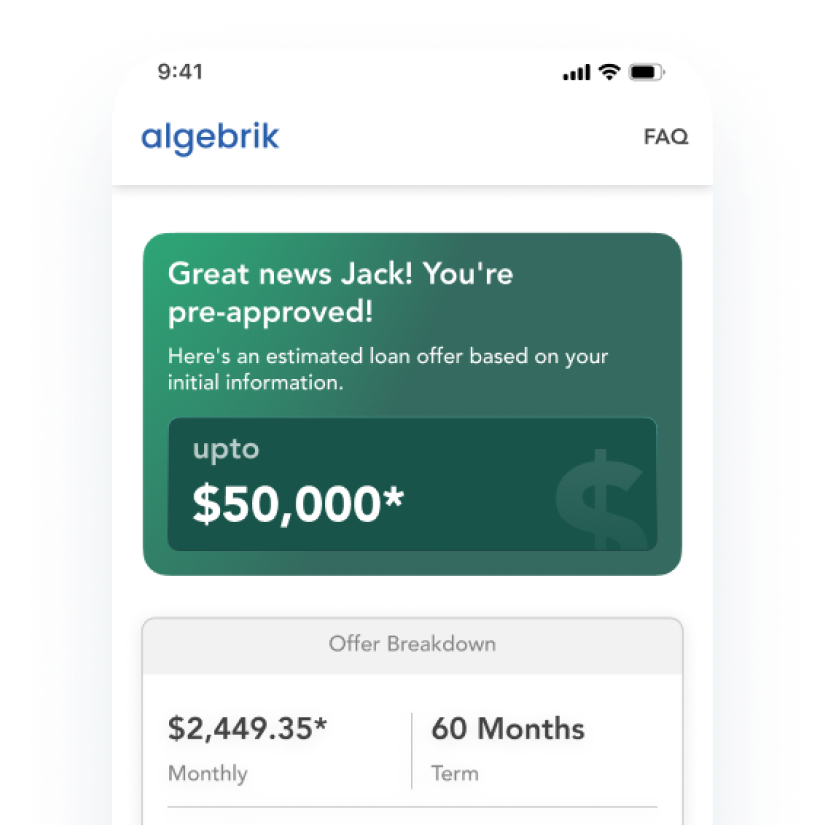 9:41
algebrik
FAQ
Great news Jack! You're
pre-approved!
Here's an estimated loan offer based on your
initial information.
upto
$50,000*
$
Offer Breakdown
$2,449.35*
60 Months
Monthly
Term